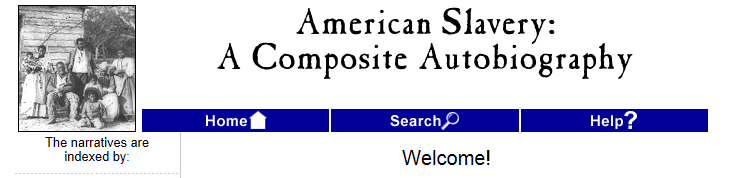 American Slavery:
A Composite Autobiography
Home Search Help?
The narratives are
indexed by:
Welcome!